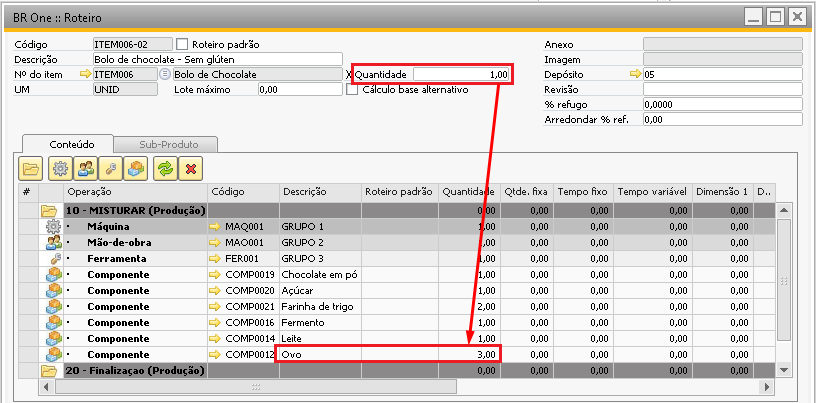 BR One :: Roteiro
Código ITEM006-02 Roteiro padrão Anexo
Descrição Bolo de chocolate - Sem glúten Imagem
Nº do item ITEM006 Bolo de Chocolate X Quantidade 1,00 Depósito 05
UM UNID Lote máximo 0,00 Cálculo base alternativo Revisão
% refugo 0,0000
Arredondar % ref. 0,00
Conteúdo Sub-Produto
# Operação Código Descrição Roteiro padrão Quantidade Qtde. fixa Tempo fixo Tempo variável Dimensão 1 D..
10 - MISTURAR (Produção) 0,00 0,00 0,00 0,00 0,00
Máquina MAQ001 GRUPO 1 1,00 0,00 0,00 0,00 0,00
Mão-de-obra MAO001 GRUPO 2 1,00 0,00 0,00 0,00 0,00
Ferramenta FER001 GRUPO 3 1,00 0,00 0,00 0,00 0,00
Componente COMP0019 Chocolate em pó 1,00 0,00 0,00 0,00 0,00
Componente COMP0020 Açúcar 1,00 0,00 0,00 0,00 0,00
Componente COMP0021 Farinha de trigo 2,00 0,00 0,00 0,00 0,00
Componente COMP0016 Fermento 1,00 0,00 0,00 0,00 0,00
Componente COMP0014 Leite 1,00 0,00 0,00 0,00 0,00
Componente COMP0012 Ovo 3,00 0,00 0,00 0,00 0,00
20 - Finalizaçao (Produção) 0,00 0,00 0,00 0,00 0,00